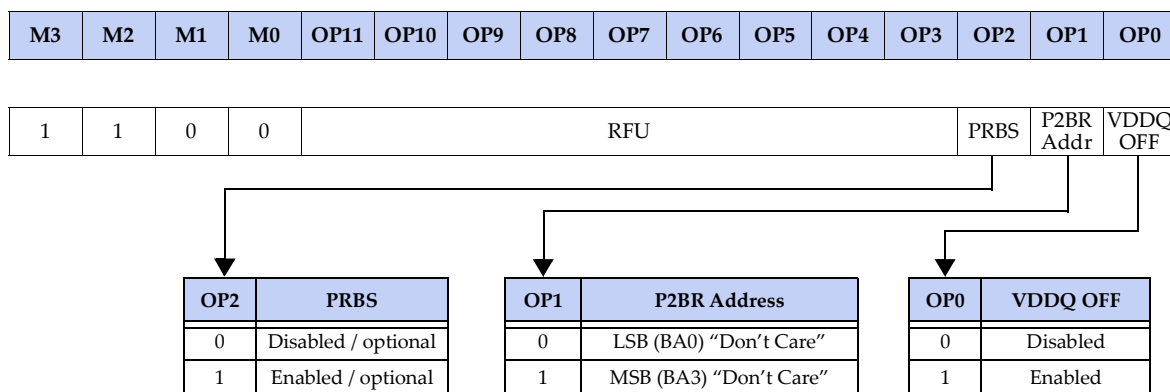 M3 M2 M1 M0 OP11 OP10 OP9 OP8 OP7 OP6 OP5 OP4 OP3 OP2 OP1 OP0
1 1 0 0 RFU PRBS P2BR Addr VDDQ OFF
OP2 PRBS
0 Disabled / optional
1 Enabled / optional
OP1 P2BR Address
0 LSB (BA0) “Don’t Care”
1 MSB (BA3) “Don’t Care”
OP0 VDDQ OFF
0 Disabled
1 Enabled